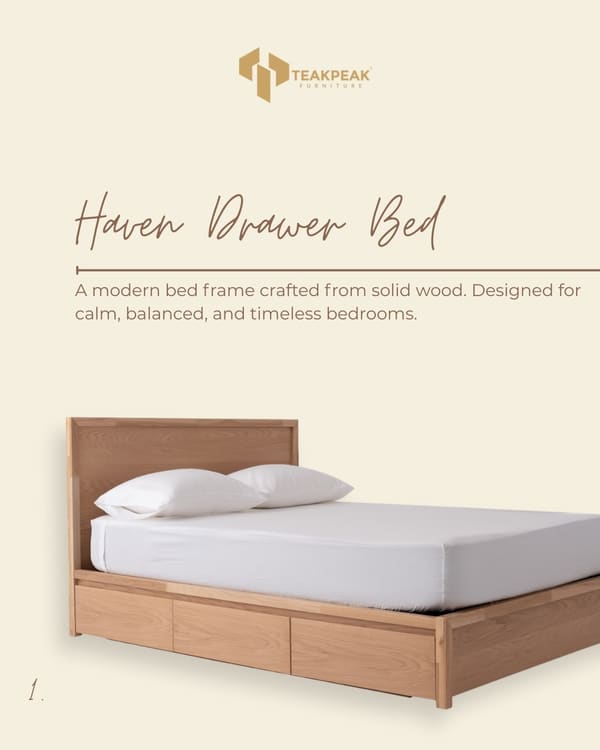 TEAKPEAK
FURNITURE
Haven Drawer Bed
A modern bed frame crafted from solid wood. Designed for
calm, balanced, and timeless bedrooms.
1.